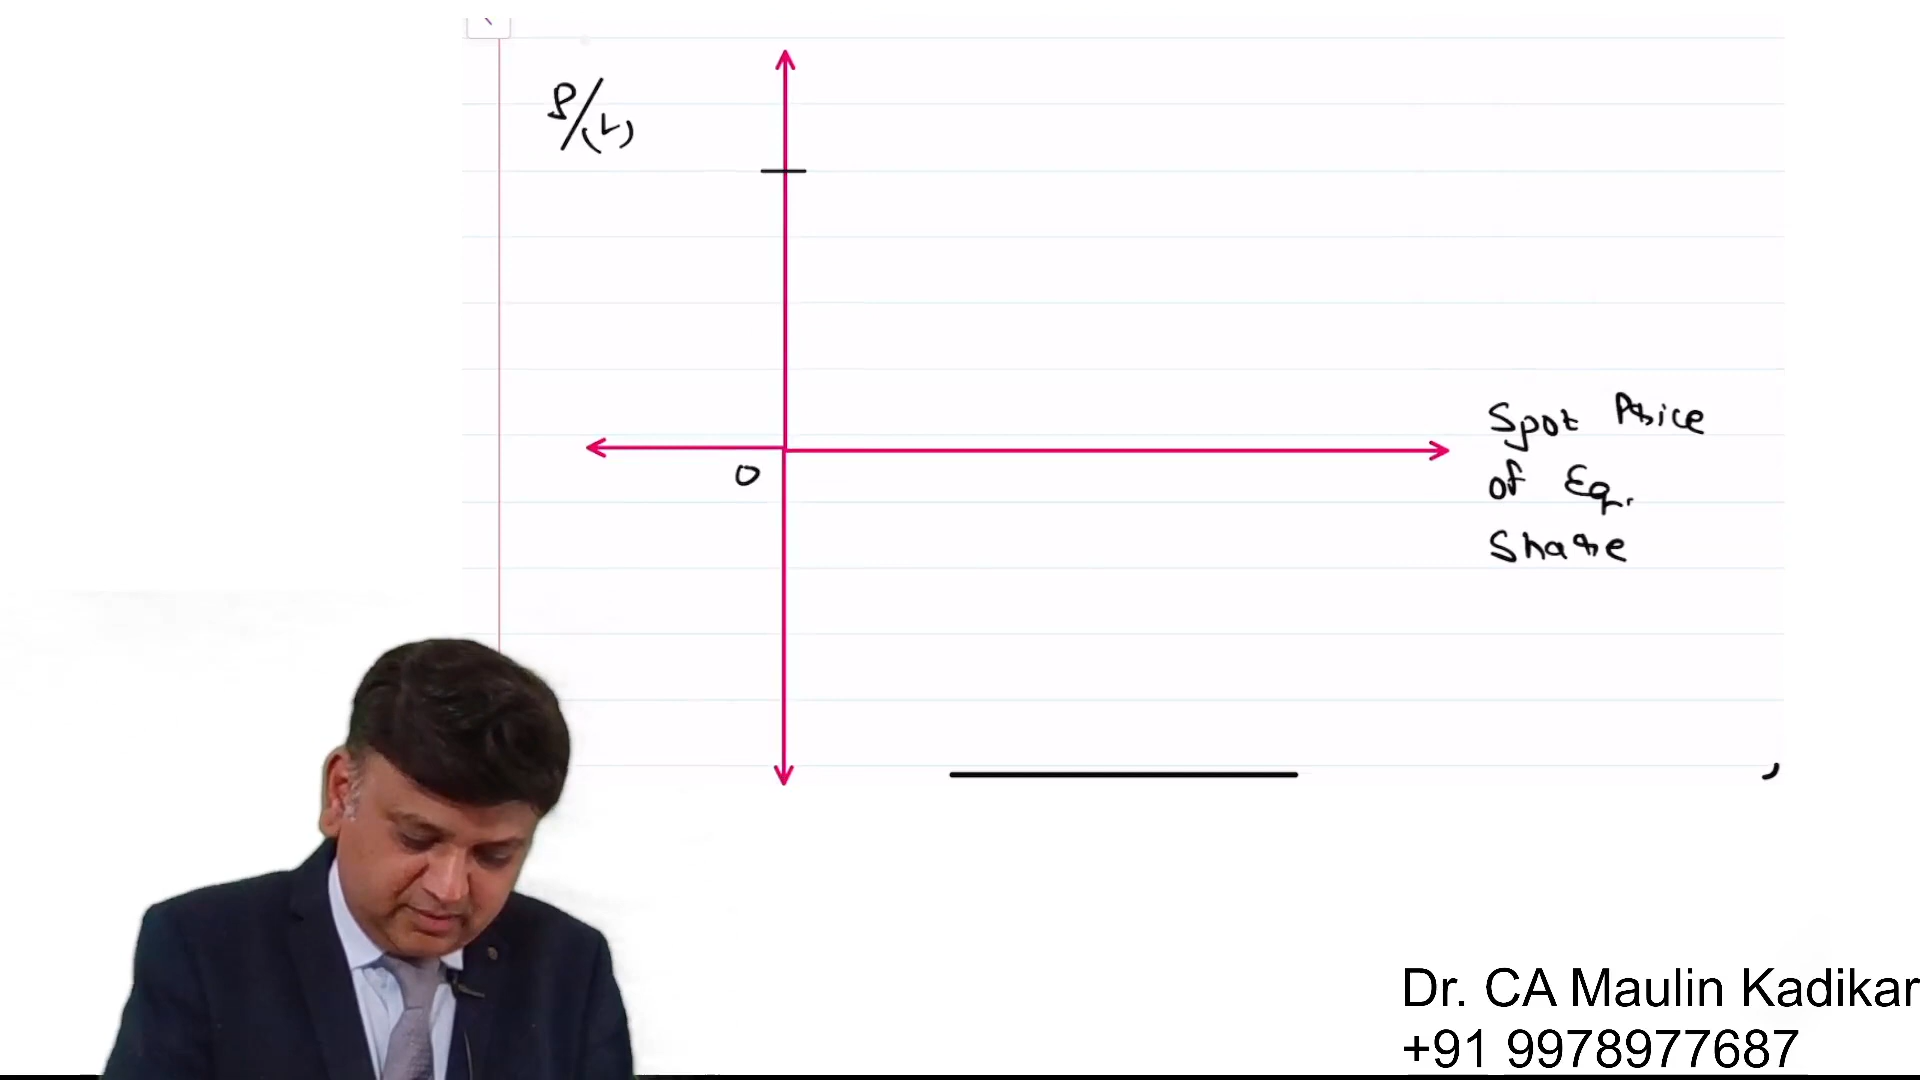 P/(L)
0
Spot Price
of Eq.
Share
Dr. CA Maulin Kadikar
+91 9978977687